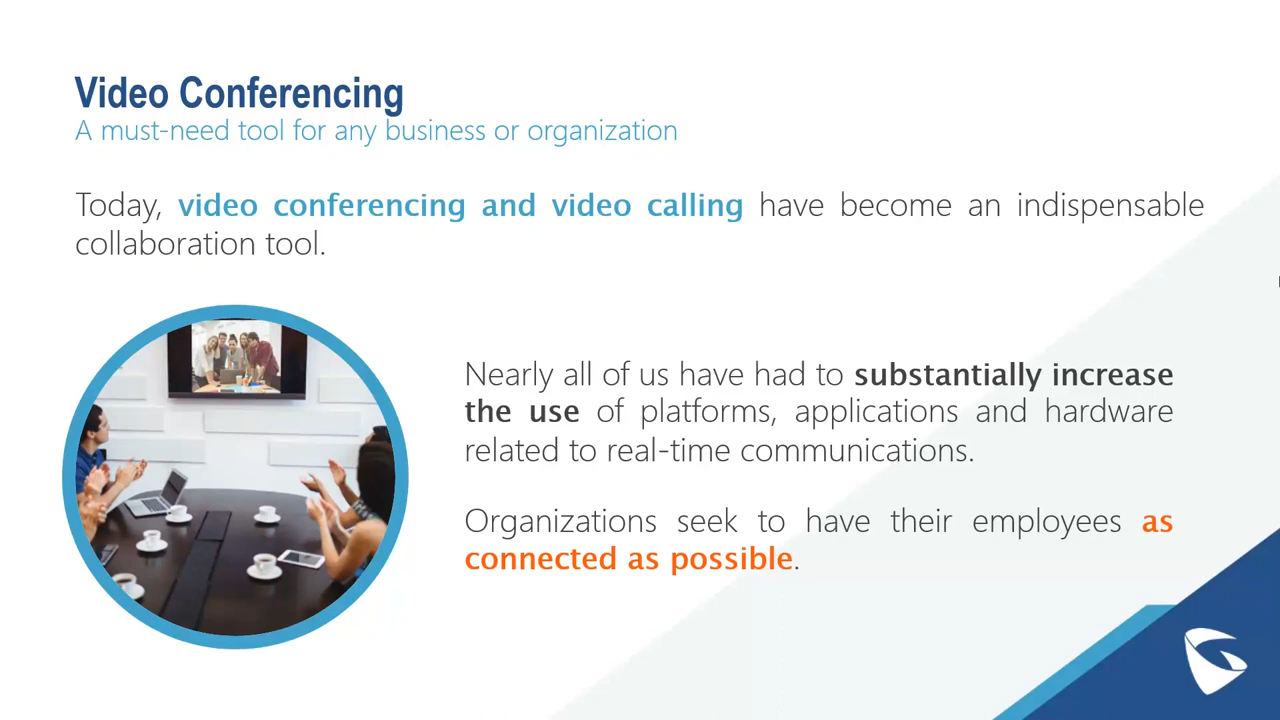 Video Conferencing
A must-need tool for any business or organization
Today, video conferencing and video calling have become an indispensable
collaboration tool.
Nearly all of us have had to substantially increase
the use of platforms, applications and hardware
related to real-time communications.
Organizations seek to have their employees as
connected as possible.